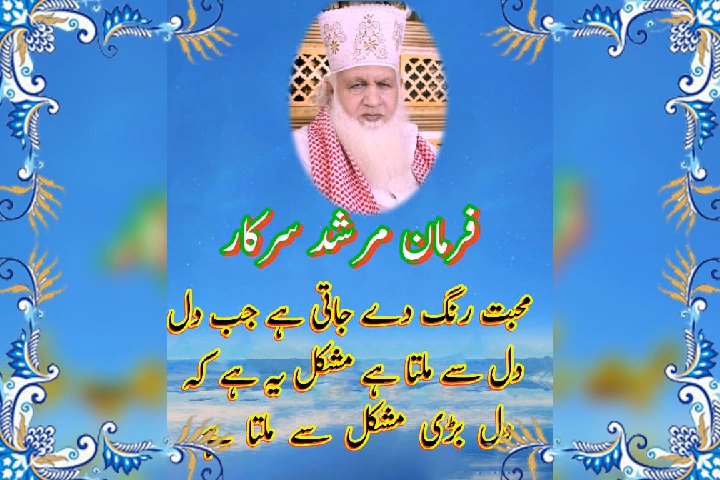 فرمان مرشد سرکار
محبت رنگ دے جاتی ہے جب دل
دل سے ملتا ہے مشکل یہ ہے کہ
دل بڑی مشکل سے ملتا ہے